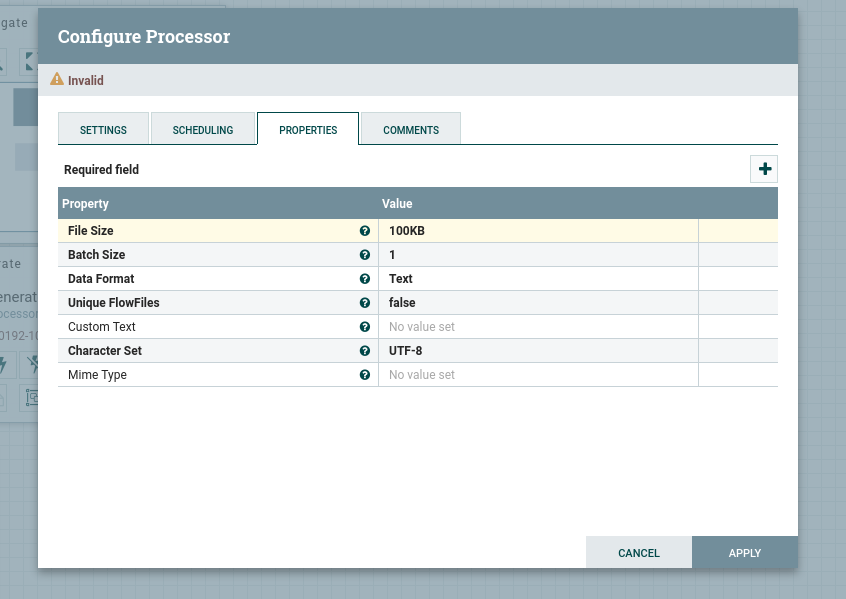 gate
Configure Processor
Invalid
SETTINGS
SCHEDULING
PROPERTIES
COMMENTS
Required field
Property Value
File Size 100KB
Batch Size 1
Data Format Text
Unique FlowFiles false
Custom Text No value set
Character Set UTF-8
Mime Type No value set
rate
enerat
ocessor
0192-10
CANCEL
APPLY